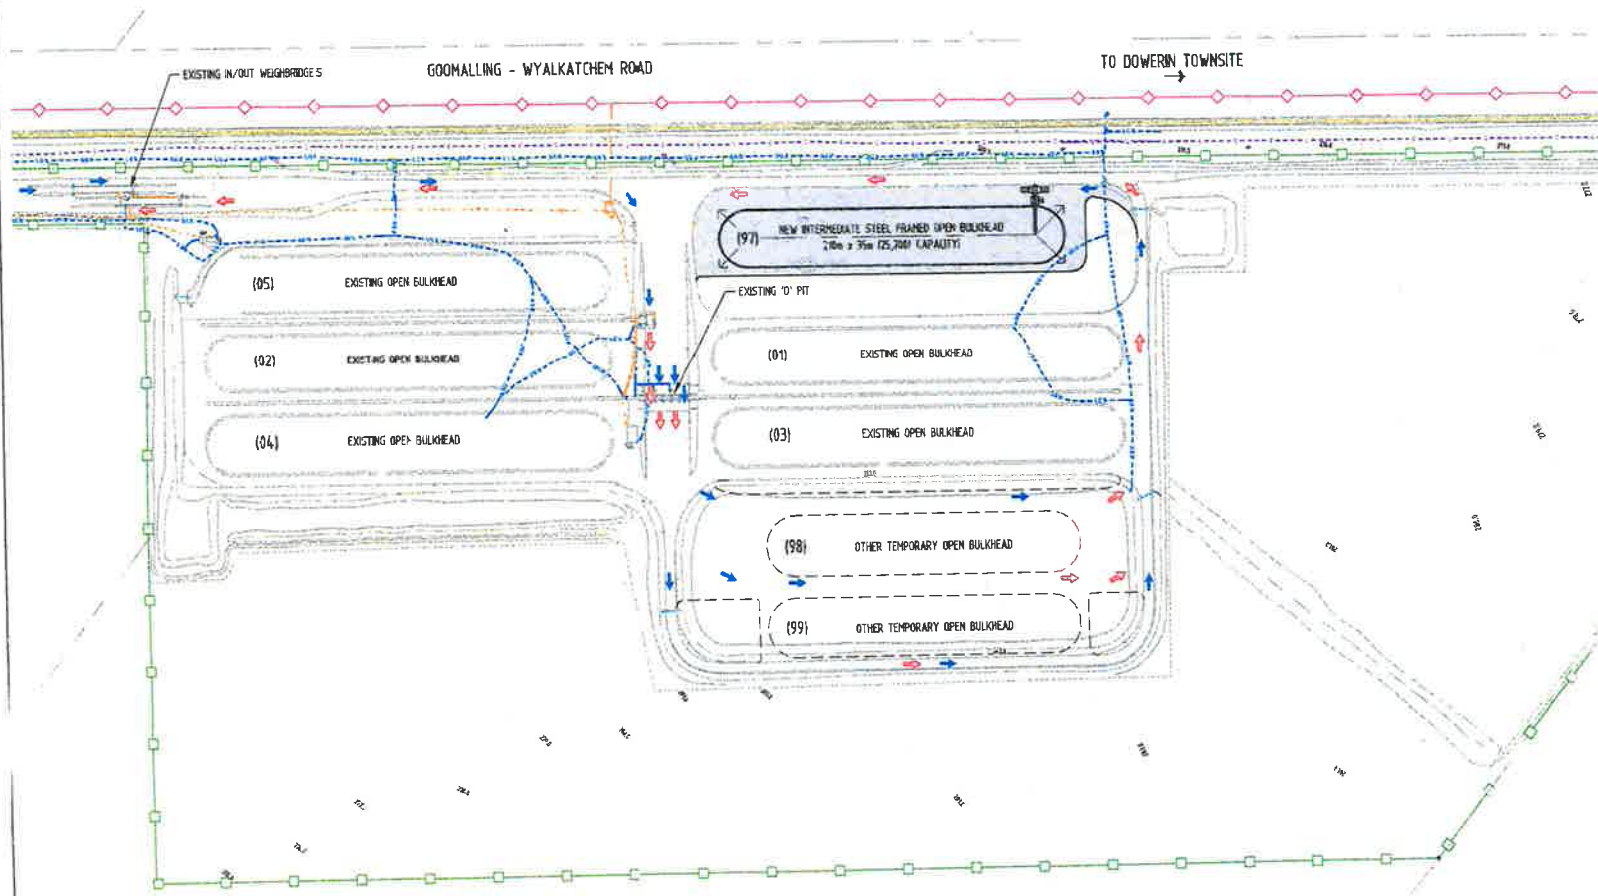 EXISTING IN/OUT WEIGHBRIDGES
GOOMALLING - WYALKATCHEM ROAD
TO DOWERIN TOWNSITE
(97)
NEW INTERMEDIATE STEEL FRAMED OPEN BULKHEAD
210m x 35m (25,700t CAPACITY)
(05)
EXISTING OPEN BULKHEAD
EXISTING 'D' PIT
(02)
EXISTING OPEN BULKHEAD
(01)
EXISTING OPEN BULKHEAD
(04)
EXISTING OPEN BULKHEAD
(03)
EXISTING OPEN BULKHEAD
(98)
OTHER TEMPORARY OPEN BULKHEAD
(99)
OTHER TEMPORARY OPEN BULKHEAD